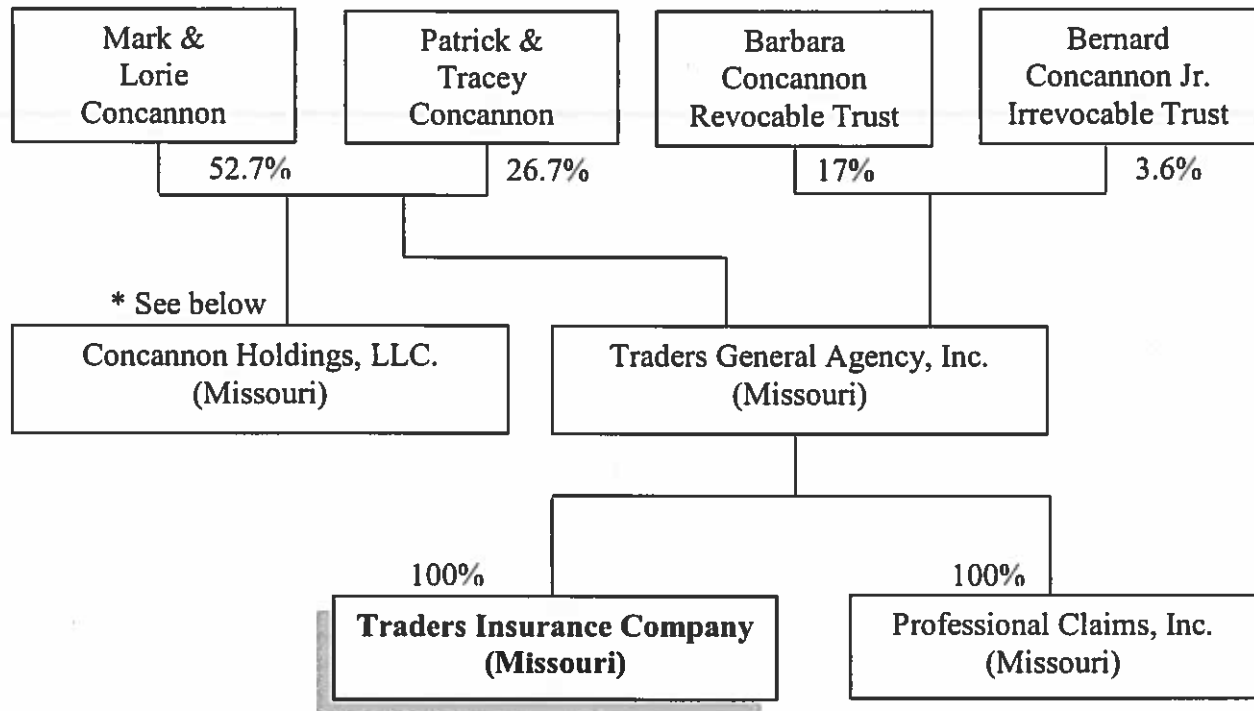 Mark &
Lorie
Concannon
Patrick &
Tracey
Concannon
Barbara
Concannon
Revocable Trust
Bernard
Concannon Jr.
Irrevocable Trust
52.7%
26.7%
17%
3.6%
* See below
Concannon Holdings, LLC.
(Missouri)
Traders General Agency, Inc.
(Missouri)
100%
100%
Traders Insurance Company
(Missouri)
Professional Claims, Inc.
(Missouri)